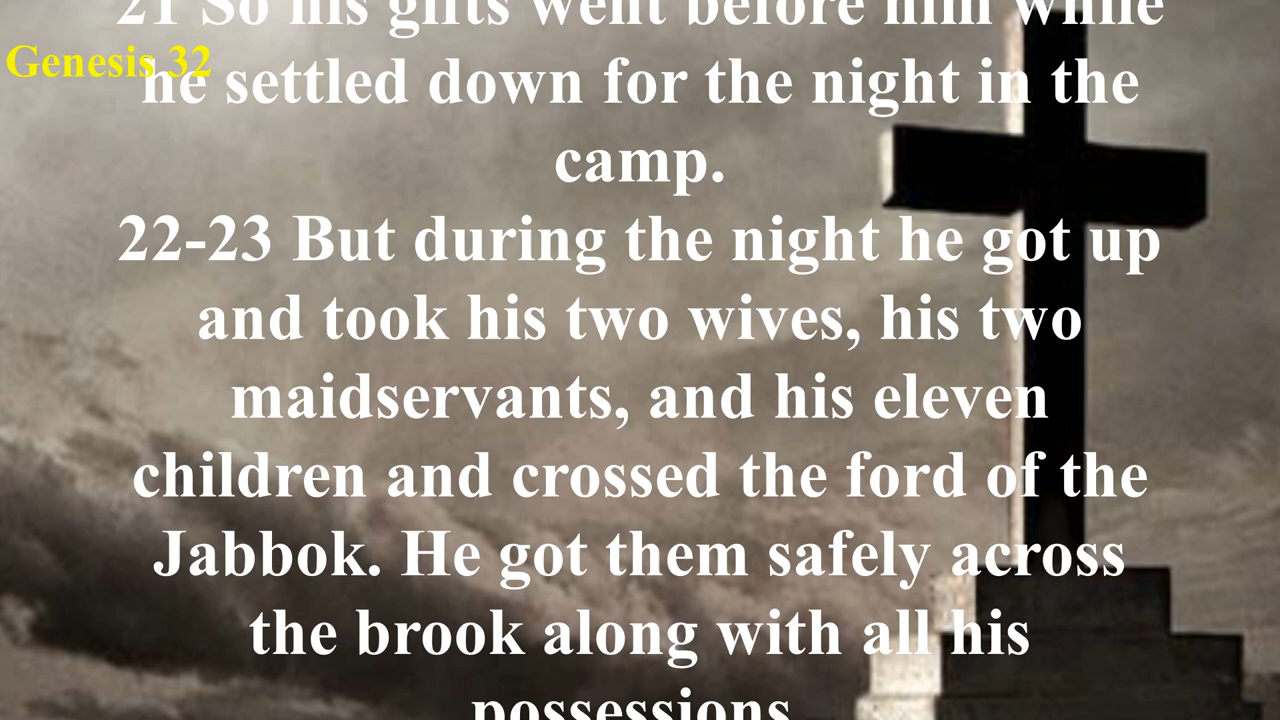 21 So his gifts went before him while
Genesis 32
he settled down for the night in the
camp.
22-23 But during the night he got up
and took his two wives, his two
maidservants, and his eleven
children and crossed the ford of the
Jabbok. He got them safely across
the brook along with all his
possessions.